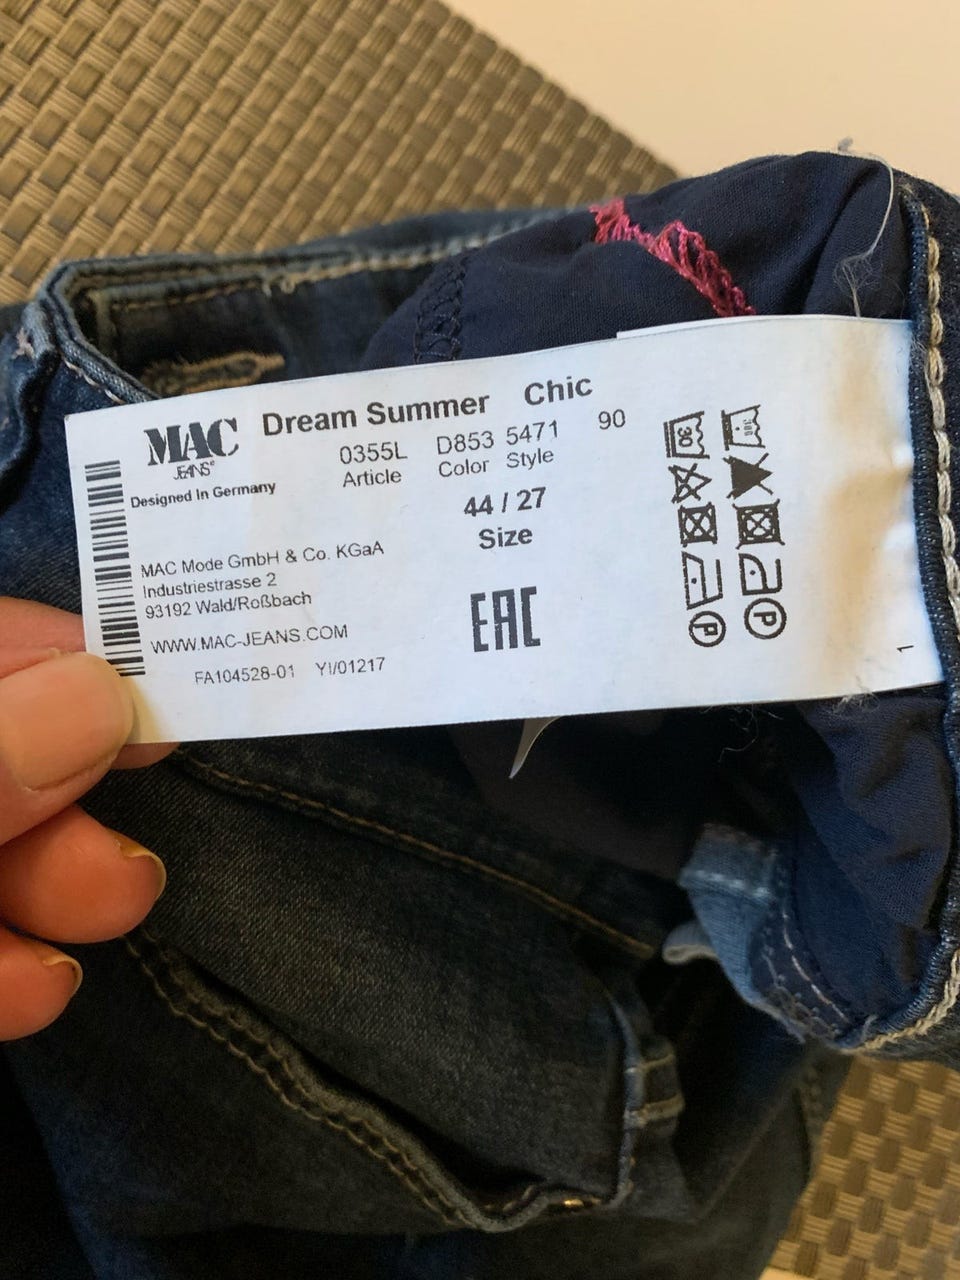 MAC
JEANS®
Designed In Germany
Dream Summer Chic
0355L D853 5471 90
Article Color Style
44 / 27
Size
MAC Mode GmbH & Co. KGaA
Industriestrasse 2
93192 Wald/Roßbach
WWW.MAC-JEANS.COM
FA104528-01 YI/01217
EAC
30
P
P
1